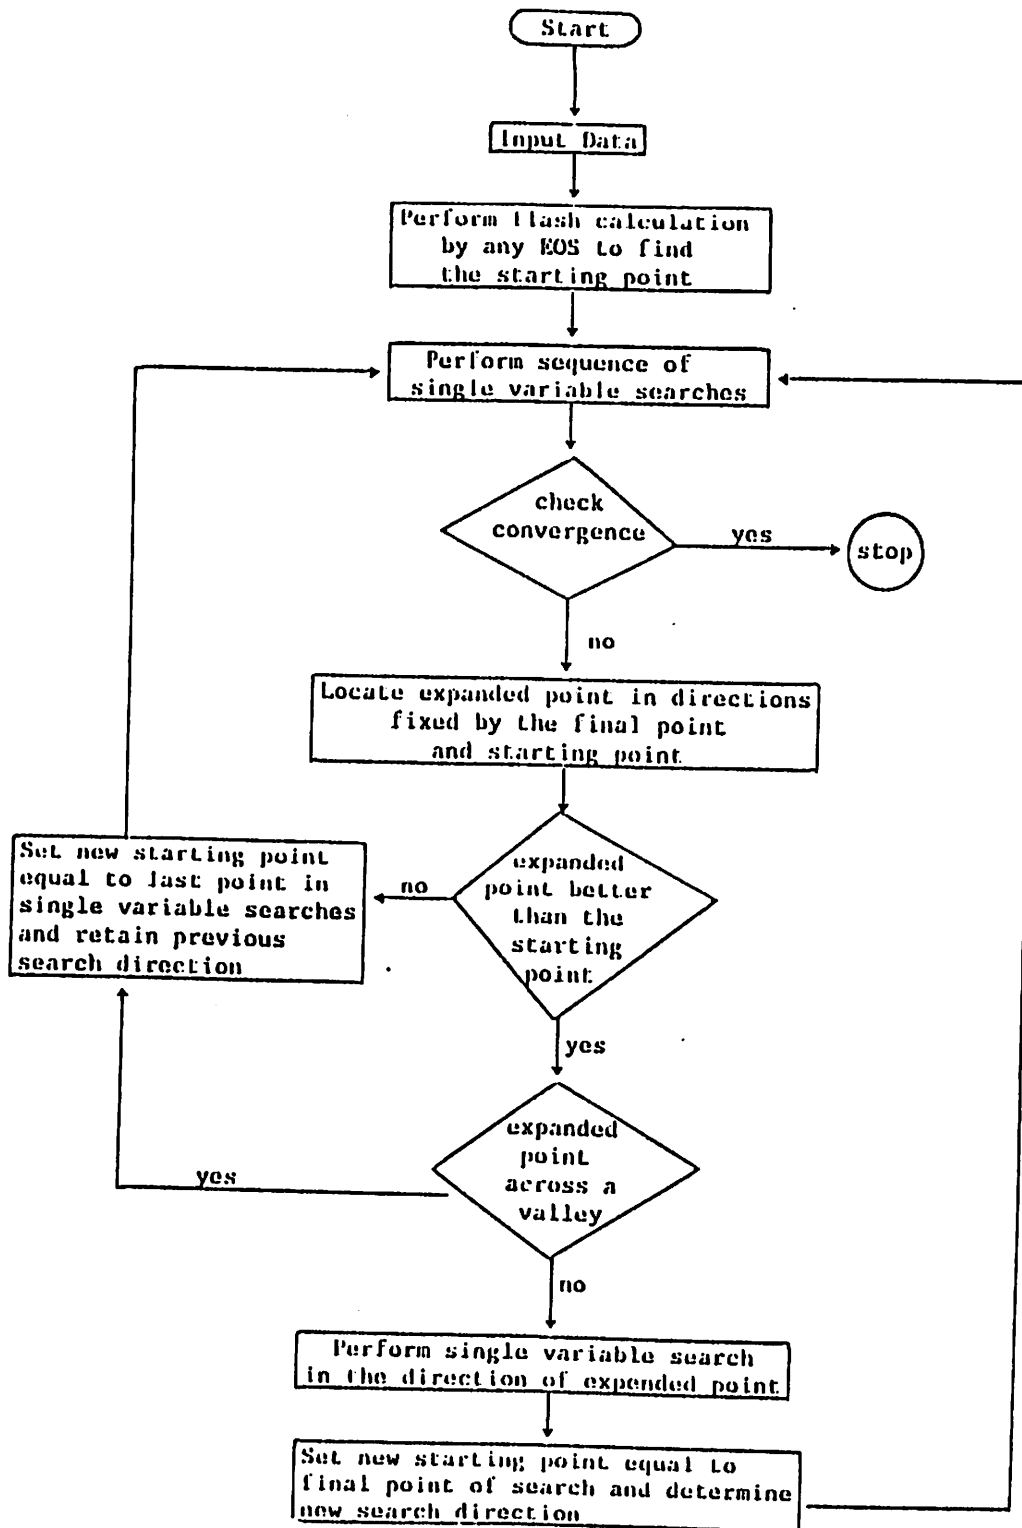 Start
Input Data
Perform flash calculation
by any EOS to find
the starting point
Perform sequence of
single variable searches
check
convergence
yes
stop
no
Locate expanded point in directions
fixed by the final point
and starting point
expanded
point better
than the
starting
point
no
Set new starting point
equal to last point in
single variable searches
and retain previous
search direction
yes
expanded
point
across a
valley
yes
no
Perform single variable search
in the direction of expended point
Set new starting point equal to
final point of search and determine
new search direction